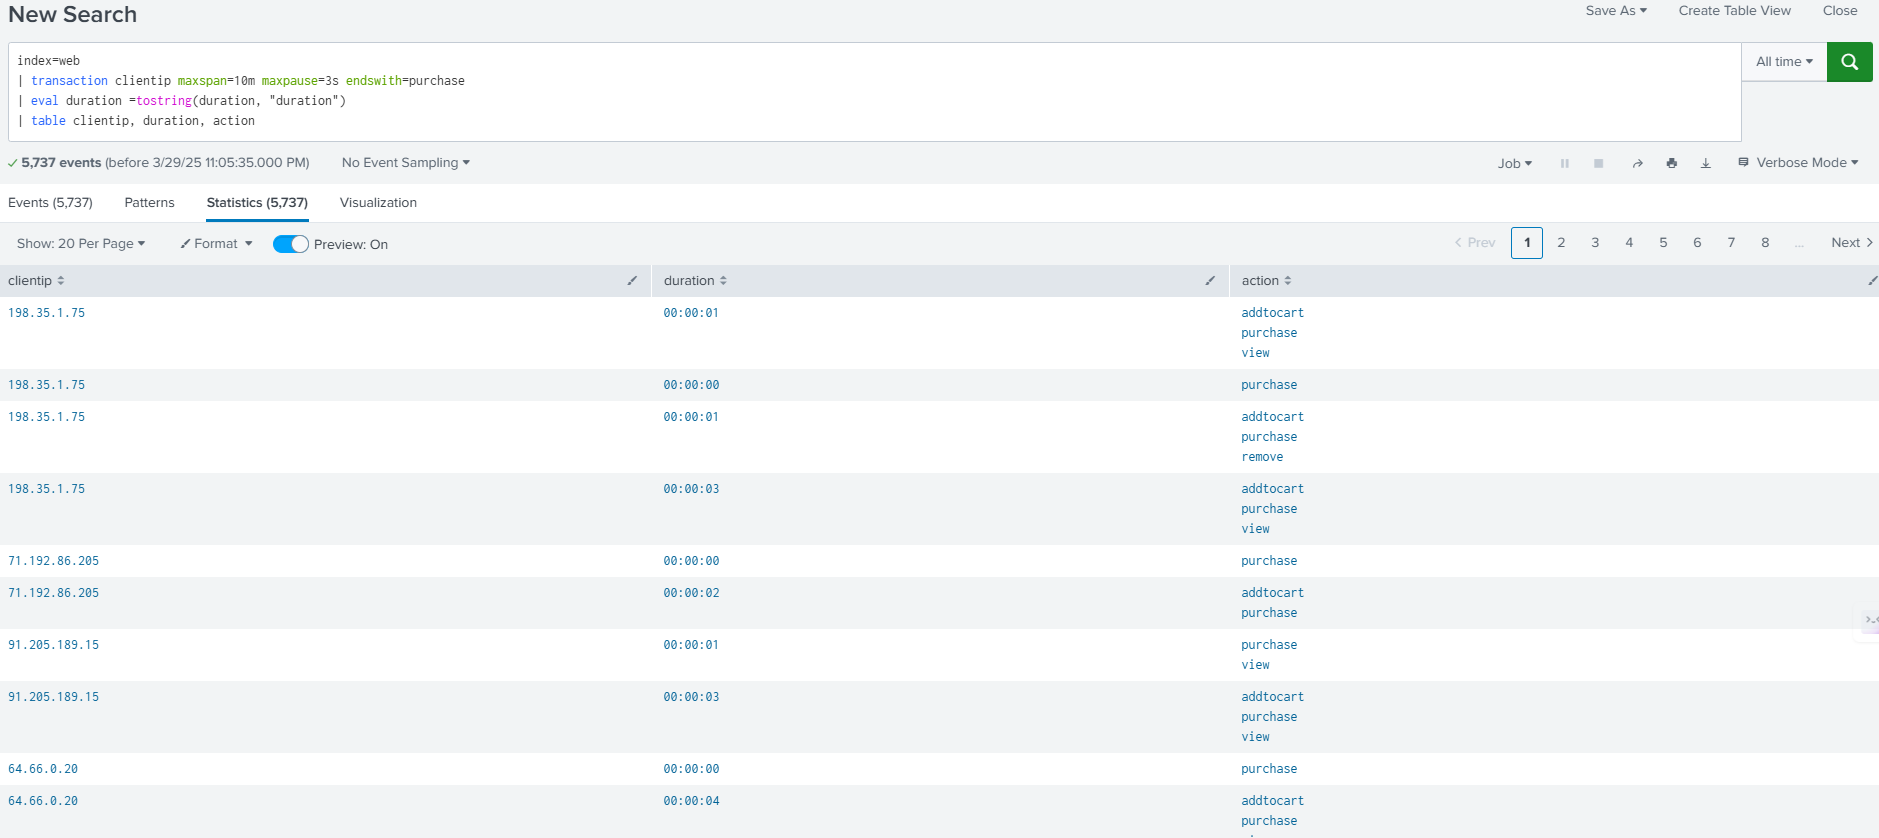 New Search
Save As Create Table View Close
index=web
| transaction clientip maxspan=10m maxpause=3s endswith=purchase
| eval duration =tostring(duration, "duration")
| table clientip, duration, action
All time
5,737 events (before 3/29/25 11:05:35.000 PM) No Event Sampling
Job Verbose Mode
Events (5,737) Patterns Statistics (5,737) Visualization
Show: 20 Per Page Format Preview: On
< Prev 1 2 3 4 5 6 7 8 ... Next >
clientip duration action
198.35.1.75 00:00:01 addtocart
purchase
view
198.35.1.75 00:00:00 purchase
198.35.1.75 00:00:01 addtocart
purchase
remove
198.35.1.75 00:00:03 addtocart
purchase
view
71.192.86.205 00:00:00 purchase
71.192.86.205 00:00:02 addtocart
purchase
91.205.189.15 00:00:01 purchase
view
91.205.189.15 00:00:03 addtocart
purchase
view
64.66.0.20 00:00:00 purchase
64.66.0.20 00:00:04 addtocart
purchase